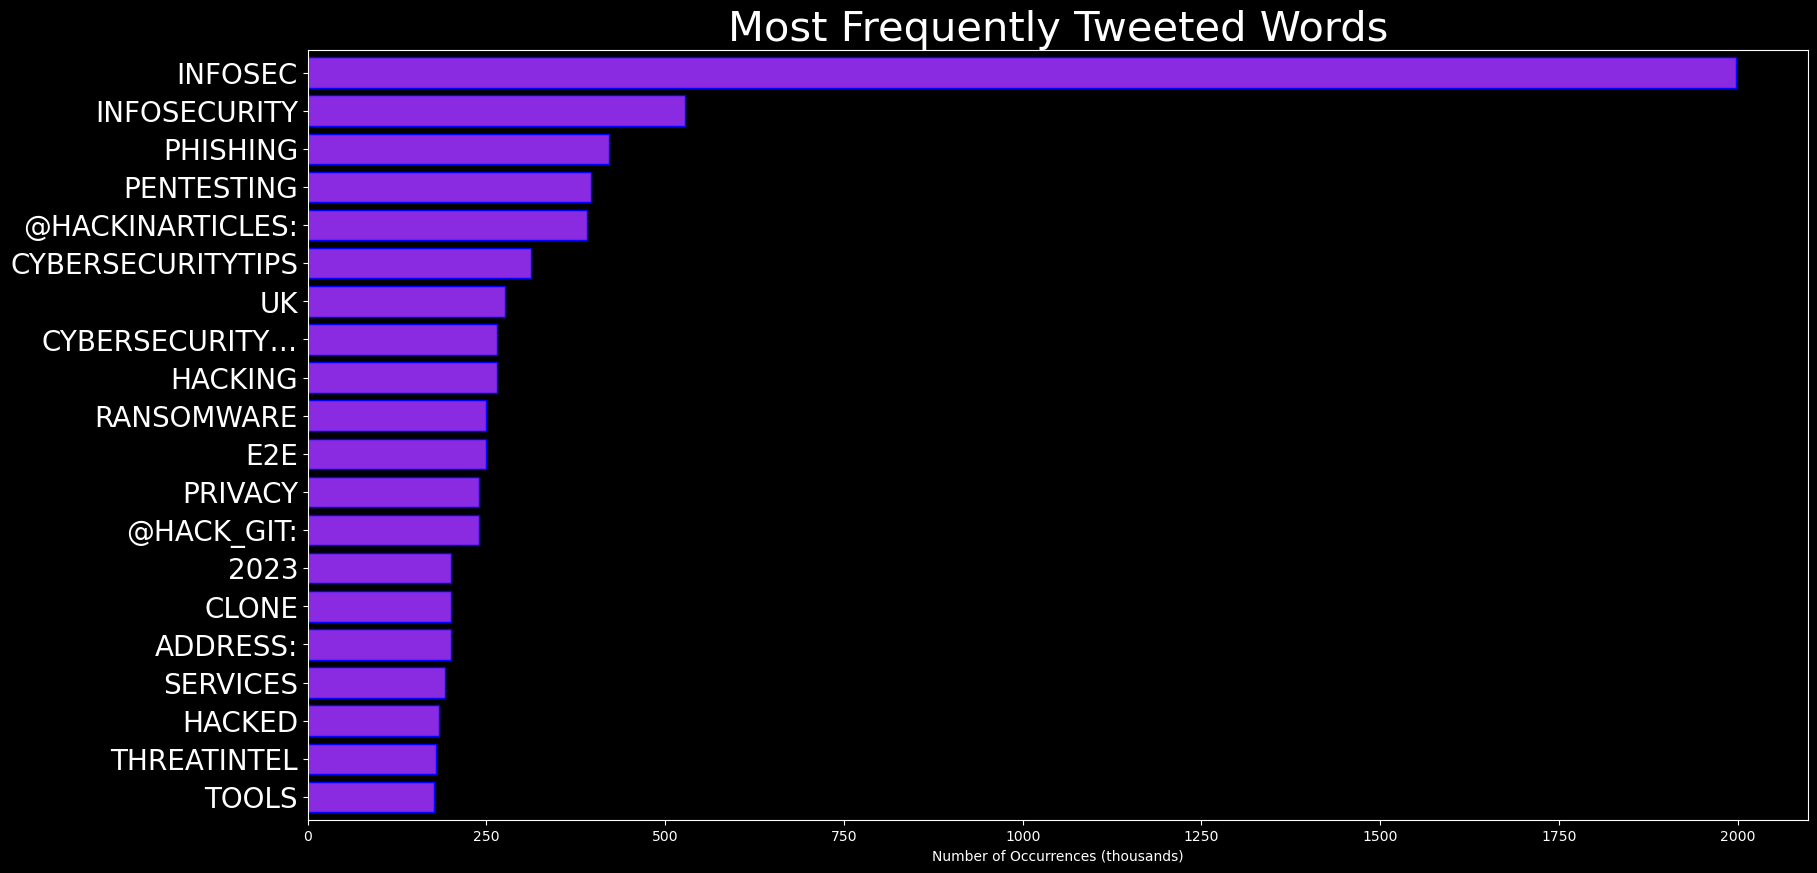 Most Frequently Tweeted Words
INFOSEC
INFOSECURITY
PHISHING
PENTESTING
@HACKINARTICLES:
CYBERSECURITYTIPS
UK
CYBERSECURITY…
HACKING
RANSOMWARE
E2E
PRIVACY
@HACK_GIT:
2023
CLONE
ADDRESS:
SERVICES
HACKED
THREATINTEL
TOOLS
0 250 500 750 1000 1250 1500 1750 2000
Number of Occurrences (thousands)